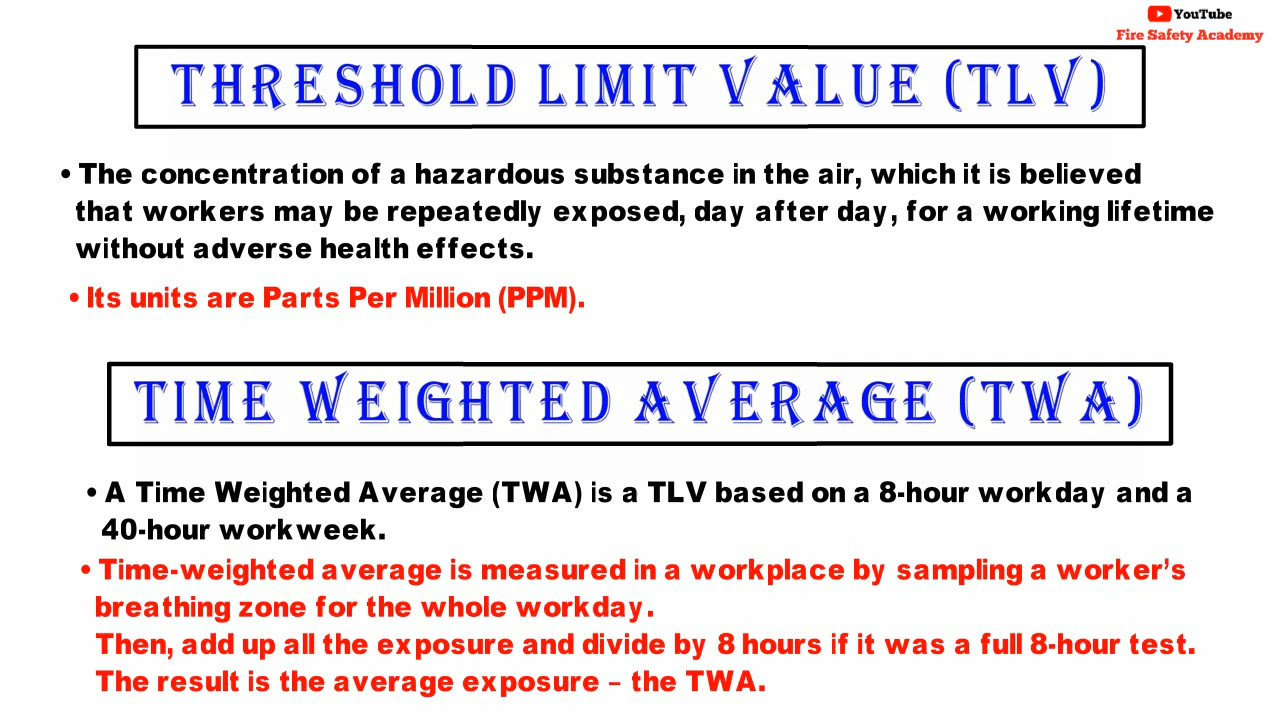 YouTube
Fire Safety Academy
THRESHOLD LIMIT VALUE (TLV)
• The concentration of a hazardous substance in the air, which it is believed
that workers may be repeatedly exposed, day after day, for a working lifetime
without adverse health effects.
• Its units are Parts Per Million (PPM).
TIME WEIGHTED AVERAGE (TWA)
• A Time Weighted Average (TWA) is a TLV based on a 8-hour workday and a
40-hour workweek.
• Time-weighted average is measured in a workplace by sampling a worker’s
breathing zone for the whole workday.
Then, add up all the exposure and divide by 8 hours if it was a full 8-hour test.
The result is the average exposure – the TWA.